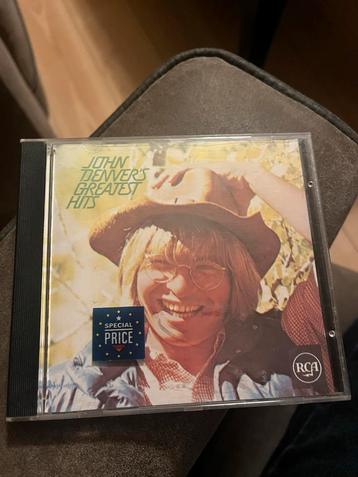 JOHN
DENVER'S
GREATEST
HITS
SPECIAL
PRICE
RCA